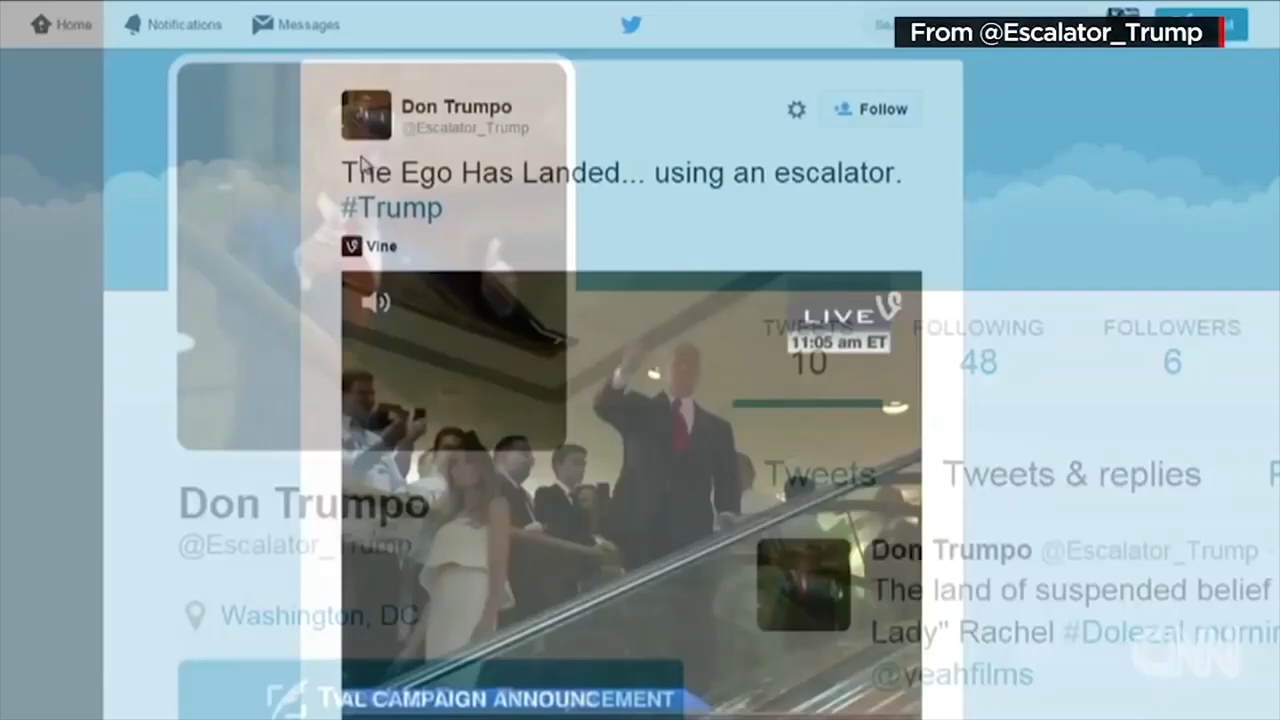 Home
Notifications
Messages
From @Escalator_Trump
Don Trumpo
@Escalator_Trump
Follow
The Ego Has Landed... using an escalator.
#Trump
Vine
LIVE
11:05 am ET
TWEETS
10
FOLLOWING
48
FOLLOWERS
6
Tweets
Tweets & replies
Don Trumpo
@Escalator_Trump
Washington, DC
Don Trumpo @Escalator_Trump
The land of suspended belief
Lady" Rachel #Dolezal mornin
@yeahfilms
CAMPAIGN ANNOUNCEMENT
CNN